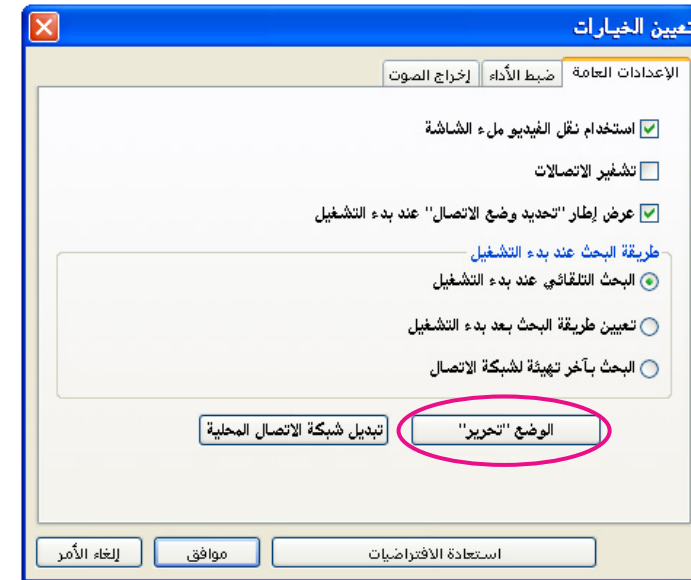 تعيين الخيارات
الإعدادات العامة ضبط الأداء إخراج الصوت
استخدام نقل الفيديو ملء الشاشة
تشفير الاتصالات
عرض إطار "تحديد وضع الاتصال" عند بدء التشغيل
طريقة البحث عند بدء التشغيل
البحث التلقائي عند بدء التشغيل
تعيين طريقة البحث بعد بدء التشغيل
البحث بآخر تهيئة لشبكة الاتصال
الوضع "تحرير" تبديل شبكة الاتصال المحلية
استعادة الافتراضيات موافق إلغاء الأمر